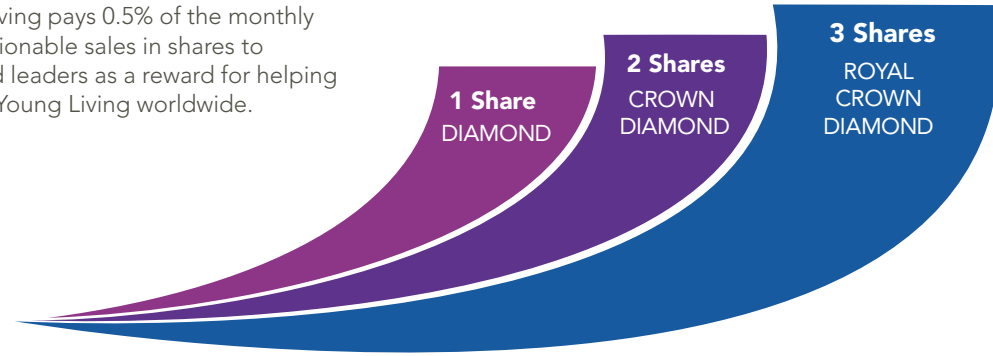 ving pays 0.5% of the monthly
ionable sales in shares to
d leaders as a reward for helping
Young Living worldwide.
1 Share
DIAMOND
2 Shares
CROWN
DIAMOND
3 Shares
ROYAL
CROWN
DIAMOND